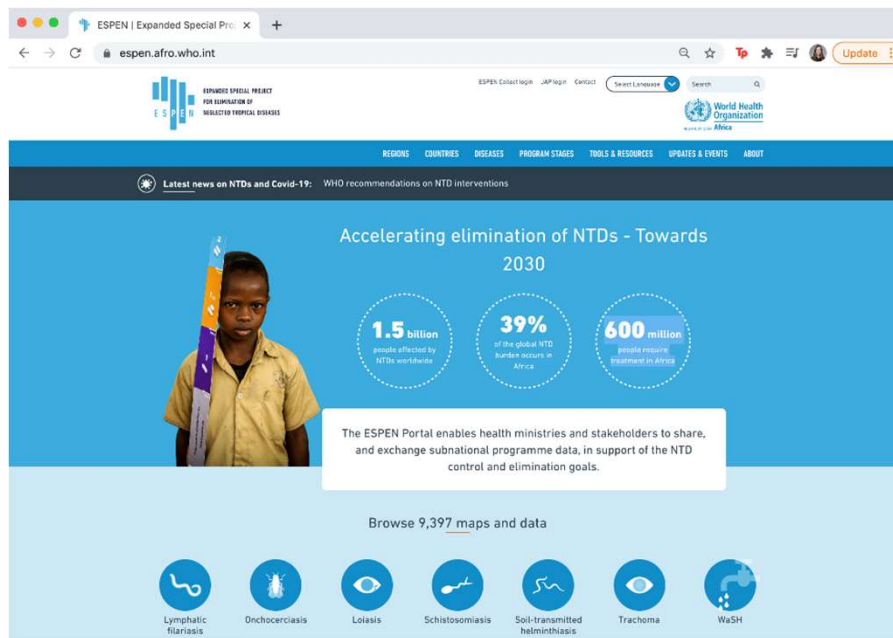 ESPEN | Expanded Special Pro
espen.afro.who.int
Update
ESPEN
EXPANDED SPECIAL PROJECT
FOR ELIMINATION OF
NEGLECTED TROPICAL DISEASES
ESPEN Collect login JAP login Contact Select Language Search
World Health
Organization
Africa
REGIONS COUNTRIES DISEASES PROGRAM STAGES TOOLS & RESOURCES UPDATES & EVENTS ABOUT
Latest news on NTDs and Covid-19: WHO recommendations on NTD interventions
Accelerating elimination of NTDs - Towards
2030
1.5 billion
people affected by
NTDs worldwide
39%
of the global NTD
burden occurs in
Africa
600 million
people require
treatment in Africa
The ESPEN Portal enables health ministries and stakeholders to share,
and exchange subnational programme data, in support of the NTD
control and elimination goals.
Browse 9,397 maps and data
Lymphatic
filariasis
Onchocerciasis
Loiasis
Schistosomiasis
Soil-transmitted
helminthiasis
Trachoma
WaSH